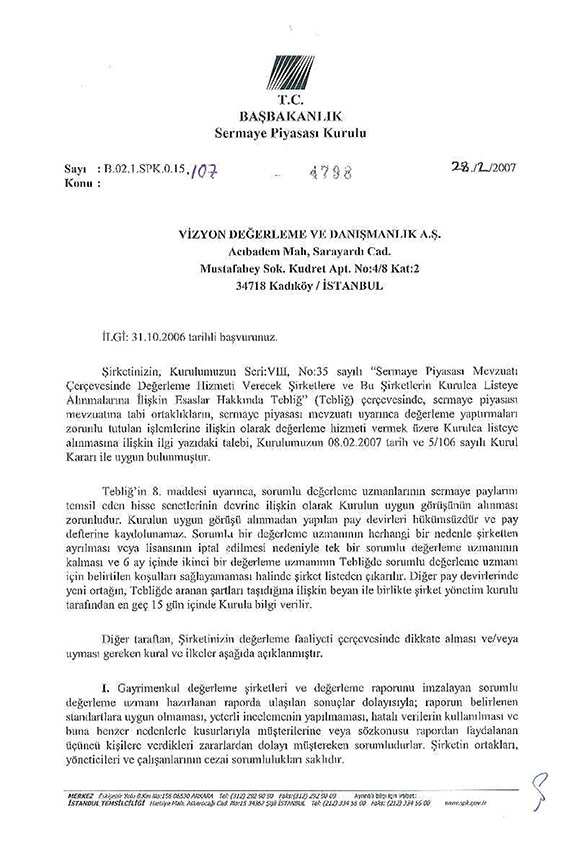 T.C.
BAŞBAKANLIK
Sermaye Piyasası Kurulu
Sayı : B.02.1.SPK.0.15./107 - 4798 28/2/2007
Konu :
VİZYON DEĞERLEME VE DANIŞMANLIK A.Ş.
Acıbadem Mah. Sarayardı Cad.
Mustafabey Sok. Kudret Apt. No:4/8 Kat:2
34718 Kadıköy / İSTANBUL
İLGİ: 31.10.2006 tarihli başvurunuz.
Şirketinizin, Kurulumuzun Seri:VIII, No:35 sayılı “Sermaye Piyasası Mevzuatı
Çerçevesinde Değerleme Hizmeti Verecek Şirketlere ve Bu Şirketlerin Kurulca Listeye
Alınmalarına İlişkin Esaslar Hakkında Tebliğ” (Tebliğ) çerçevesinde, sermaye piyasası
mevzuatına tabi ortaklıkların, sermaye piyasası mevzuatı uyarınca değerleme yaptırmaları
zorunlu tutulan işlemlerine ilişkin olarak değerleme hizmeti vermek üzere Kurulca listeye
alınmasına ilişkin ilgi yazıdaki talebi, Kurulumuzun 08.02.2007 tarih ve 5/106 sayılı Kurul
Kararı ile uygun bulunmuştur.
Tebliğ'in 8. maddesi uyarınca, sorumlu değerleme uzmanlarının sermaye paylarını
temsil eden hisse senetlerinin devrine ilişkin olarak Kurulun uygun görüşünün alınması
zorunludur. Kurulun uygun görüşü alınmadan yapılan pay devirleri hükümsüzdür ve pay
defterine kaydolunamaz. Sorumlu bir değerleme uzmanının herhangi bir nedenle şirketten
ayrılması veya lisansının iptal edilmesi nedeniyle tek bir sorumlu değerleme uzmanının
kalması ve 6 ay içinde ikinci bir değerleme uzmanının Tebliğde sorumlu değerleme uzmanı
için belirtilen koşulları sağlayamaması halinde şirket listeden çıkarılır. Diğer pay devirlerinde
yeni ortağın, Tebliğde aranan şartları taşıdığına ilişkin beyan ile birlikte şirket yönetim kurulu
tarafından en geç 15 gün içinde Kurula bilgi verilir.
Diğer taraftan, Şirketinizin değerleme faaliyeti çerçevesinde dikkate alması ve/veya
uyması gereken kural ve ilkeler aşağıda açıklanmıştır.
I. Gayrimenkul değerleme şirketleri ve değerleme raporunu imzalayan sorumlu
değerleme uzmanı hazırlanan raporda ulaşılan sonuçlar dolayısıyla; raporun belirlenen
standartlara uygun olmaması, yeterli incelemenin yapılmaması, hatalı verilerin kullanılması ve
buna benzer nedenlerle kusurlarıyla müşterilerine veya sözkonusu rapordan faydalanan
üçüncü kişilere verdikleri zararlardan dolayı müştereken sorumludurlar. Şirketin ortakları,
yöneticileri ve çalışanlarının cezai sorumlulukları saklıdır.
MERKEZ Eskişehir Yolu 8.Km No:156 06530 ANKARA Tel: (312) 292 90 90 Faks:(312) 292 90 00 Ayrıntılı bilgi için irtibat:
İSTANBUL TEMSİLCİLİĞİ Harbiye Mah. Askerocağı Cad. No:15 34367 Şişli İSTANBUL Tel: (212) 334 55 00 Faks: (212) 334 56 00 www.spk.gov.tr